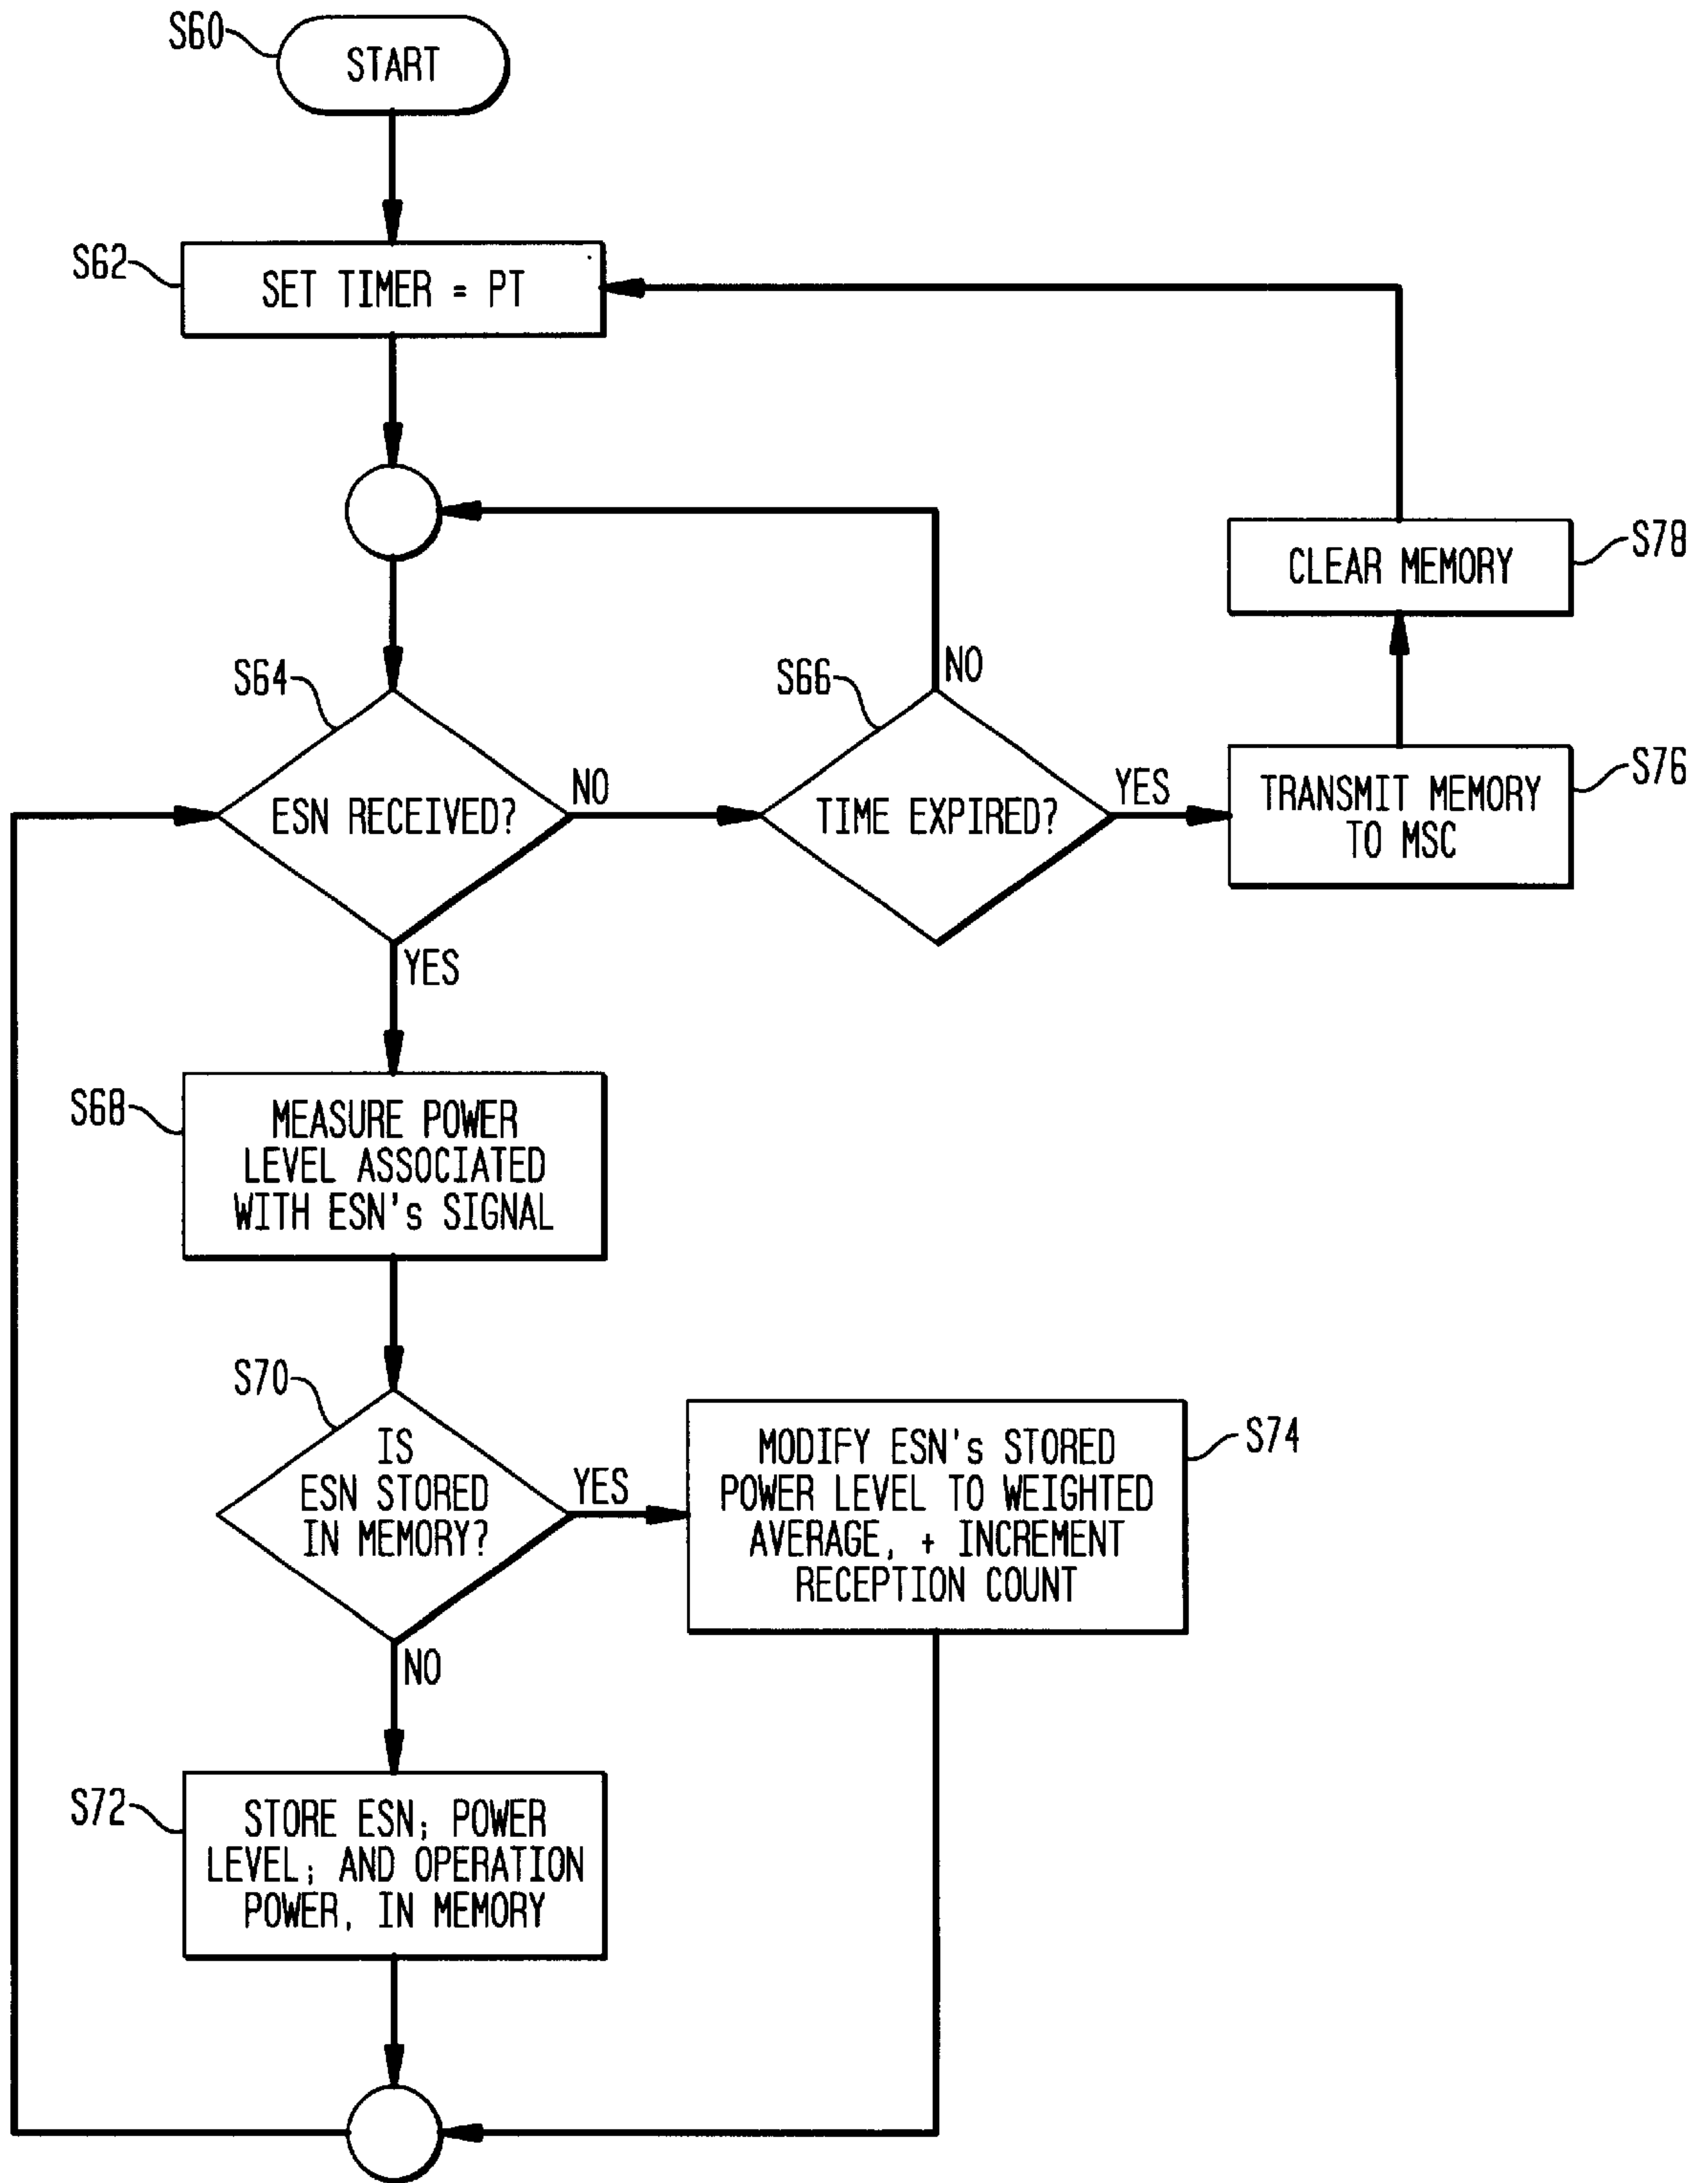 S60
START
S62
SET TIMER = PT
S78
CLEAR MEMORY
S64
ESN RECEIVED?
NO
YES
S66
TIME EXPIRED?
NO
YES
S76
TRANSMIT MEMORY
TO MSC
S68
MEASURE POWER
LEVEL ASSOCIATED
WITH ESN's SIGNAL
S70
IS
ESN STORED
IN MEMORY?
YES
NO
S74
MODIFY ESN's STORED
POWER LEVEL TO WEIGHTED
AVERAGE, + INCREMENT
RECEPTION COUNT
S72
STORE ESN; POWER
LEVEL; AND OPERATION
POWER, IN MEMORY